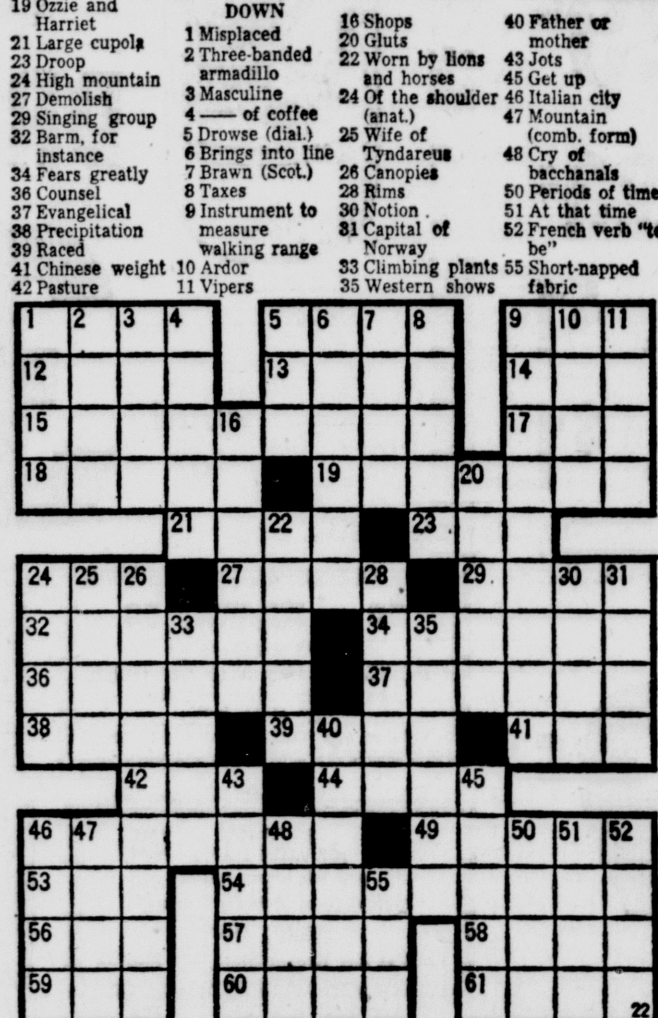 19 Ozzie and
Harriet
21 Large cupola
23 Droop
24 High mountain
27 Demolish
29 Singing group
32 Barm, for
instance
34 Fears greatly
36 Counsel
37 Evangelical
38 Precipitation
39 Raced
41 Chinese weight
42 Pasture
DOWN
1 Misplaced
2 Three-banded
armadillo
3 Masculine
4 —— of coffee
5 Drowse (dial.)
6 Brings into line
7 Brawn (Scot.)
8 Taxes
9 Instrument to
measure
walking range
10 Ardor
11 Vipers
16 Shops
20 Gluts
22 Worn by lions
and horses
24 Of the shoulder
(anat.)
25 Wife of
Tyndareus
26 Canopies
28 Rims
30 Notion
31 Capital of
Norway
33 Climbing plants
35 Western shows
40 Father or
mother
43 Jots
45 Get up
46 Italian city
47 Mountain
(comb. form)
48 Cry of
bacchanals
50 Periods of time
51 At that time
52 French verb "to
be"
55 Short-napped
fabric
1 2 3 4 5 6 7 8 9 10 11
12 13 14
15 16 17
18 19 20
21 22 23
24 25 26 27 28 29 30 31
32 33 34 35
36 37
38 39 40 41
42 43 44 45
46 47 48 49 50 51 52
53 54 55
56 57 58
59 60 61
22